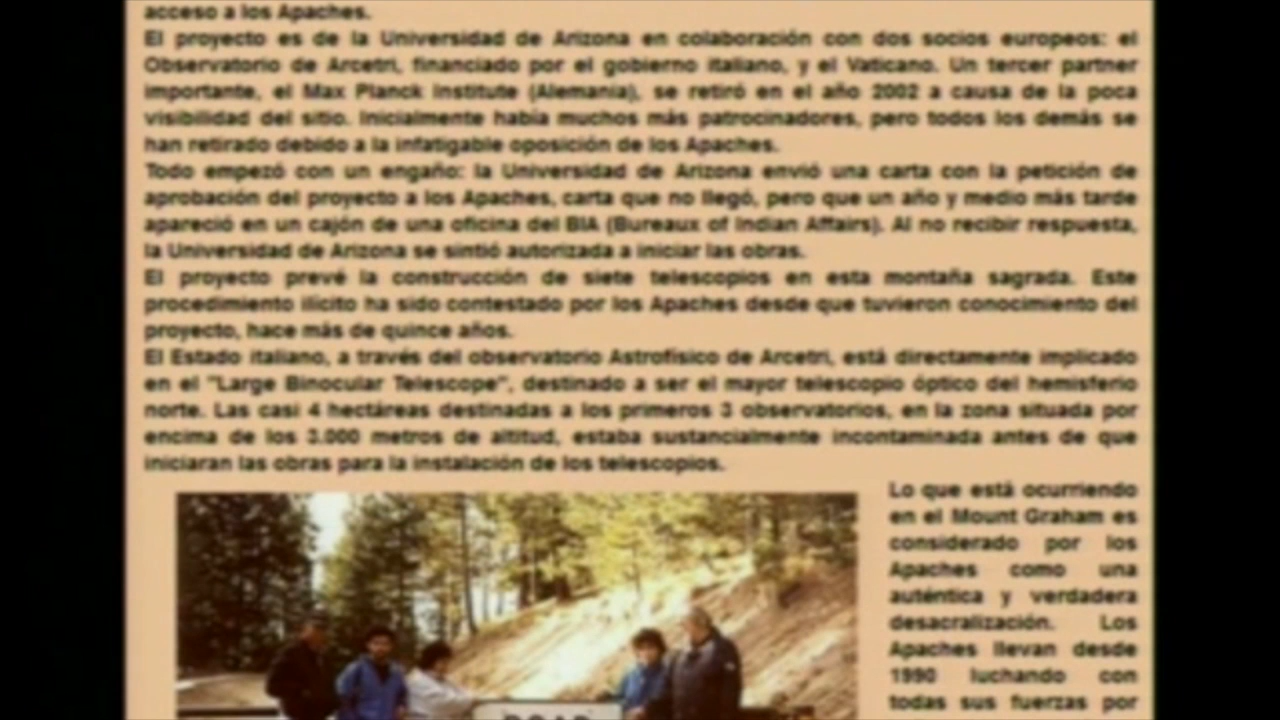 acceso a los Apaches.
El proyecto es de la Universidad de Arizona en colaboración con dos socios europeos: el
Observatorio de Arcetri, financiado por el gobierno italiano, y el Vaticano. Un tercer partner
importante, el Max Planck Institute (Alemania), se retiró en el año 2002 a causa de la poca
visibilidad del sitio. Inicialmente había muchos más patrocinadores, pero todos los demás se
han retirado debido a la infatigable oposición de los Apaches.
Todo empezó con un engaño: la Universidad de Arizona envió una carta con la petición de
aprobación del proyecto a los Apaches, carta que no llegó, pero que un año y medio más tarde
apareció en un cajón de una oficina del BIA (Bureaux of Indian Affairs). Al no recibir respuesta,
la Universidad de Arizona se sintió autorizada a iniciar las obras.
El proyecto prevé la construcción de siete telescopios en esta montaña sagrada. Este
procedimiento ilícito ha sido contestado por los Apaches desde que tuvieron conocimiento del
proyecto, hace más de quince años.
El Estado italiano, a través del observatorio Astrofísico de Arcetri, está directamente implicado
en el "Large Binocular Telescope", destinado a ser el mayor telescopio óptico del hemisferio
norte. Las casi 4 hectáreas destinadas a los primeros 3 observatorios, en la zona situada por
encima de los 3.000 metros de altitud, estaba sustancialmente incontaminada antes de que
iniciaran las obras para la instalación de los telescopios.
Lo que está ocurriendo
en el Mount Graham es
considerado por los
Apaches como una
auténtica y verdadera
desacralización. Los
Apaches llevan desde
1990 luchando con
todas sus fuerzas por
ROAD